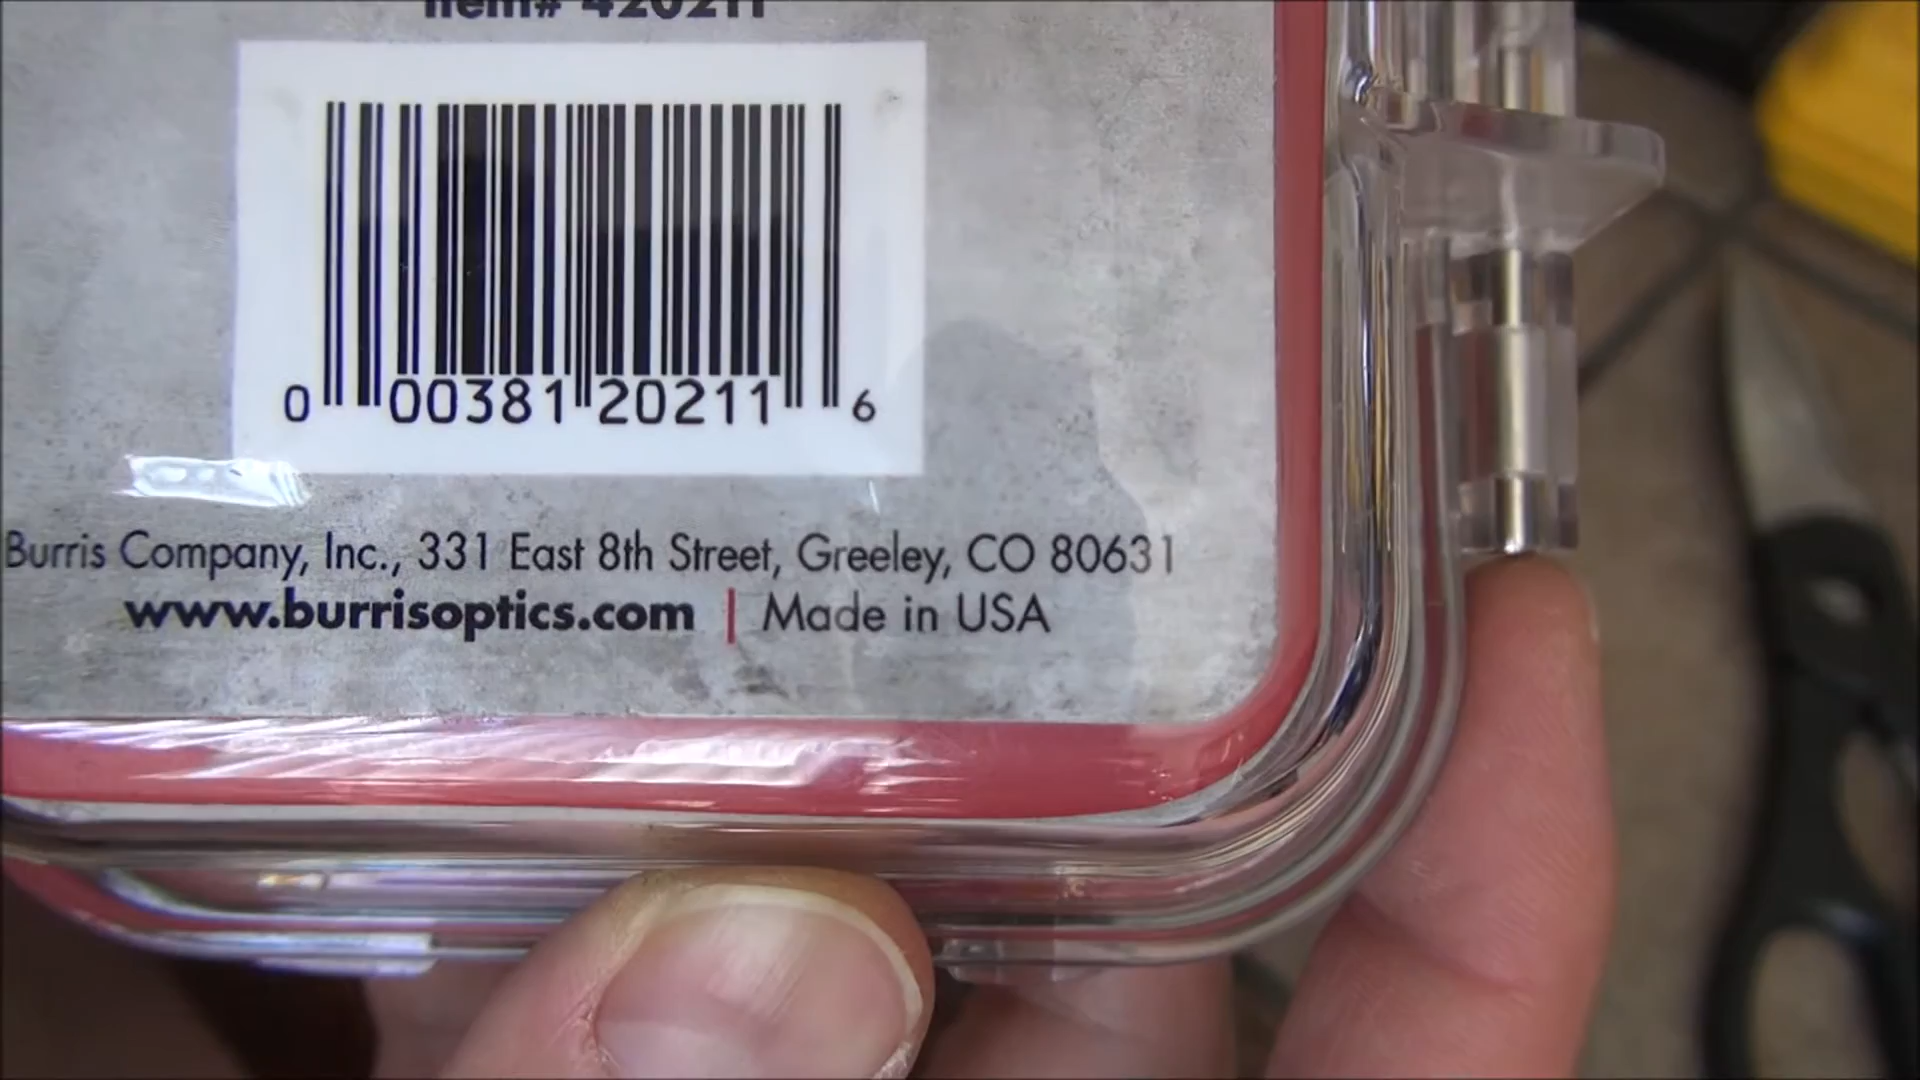 Item# 420211
0 00381 20211 6
Burris Company, Inc., 331 East 8th Street, Greeley, CO 80631
www.burrisoptics.com | Made in USA